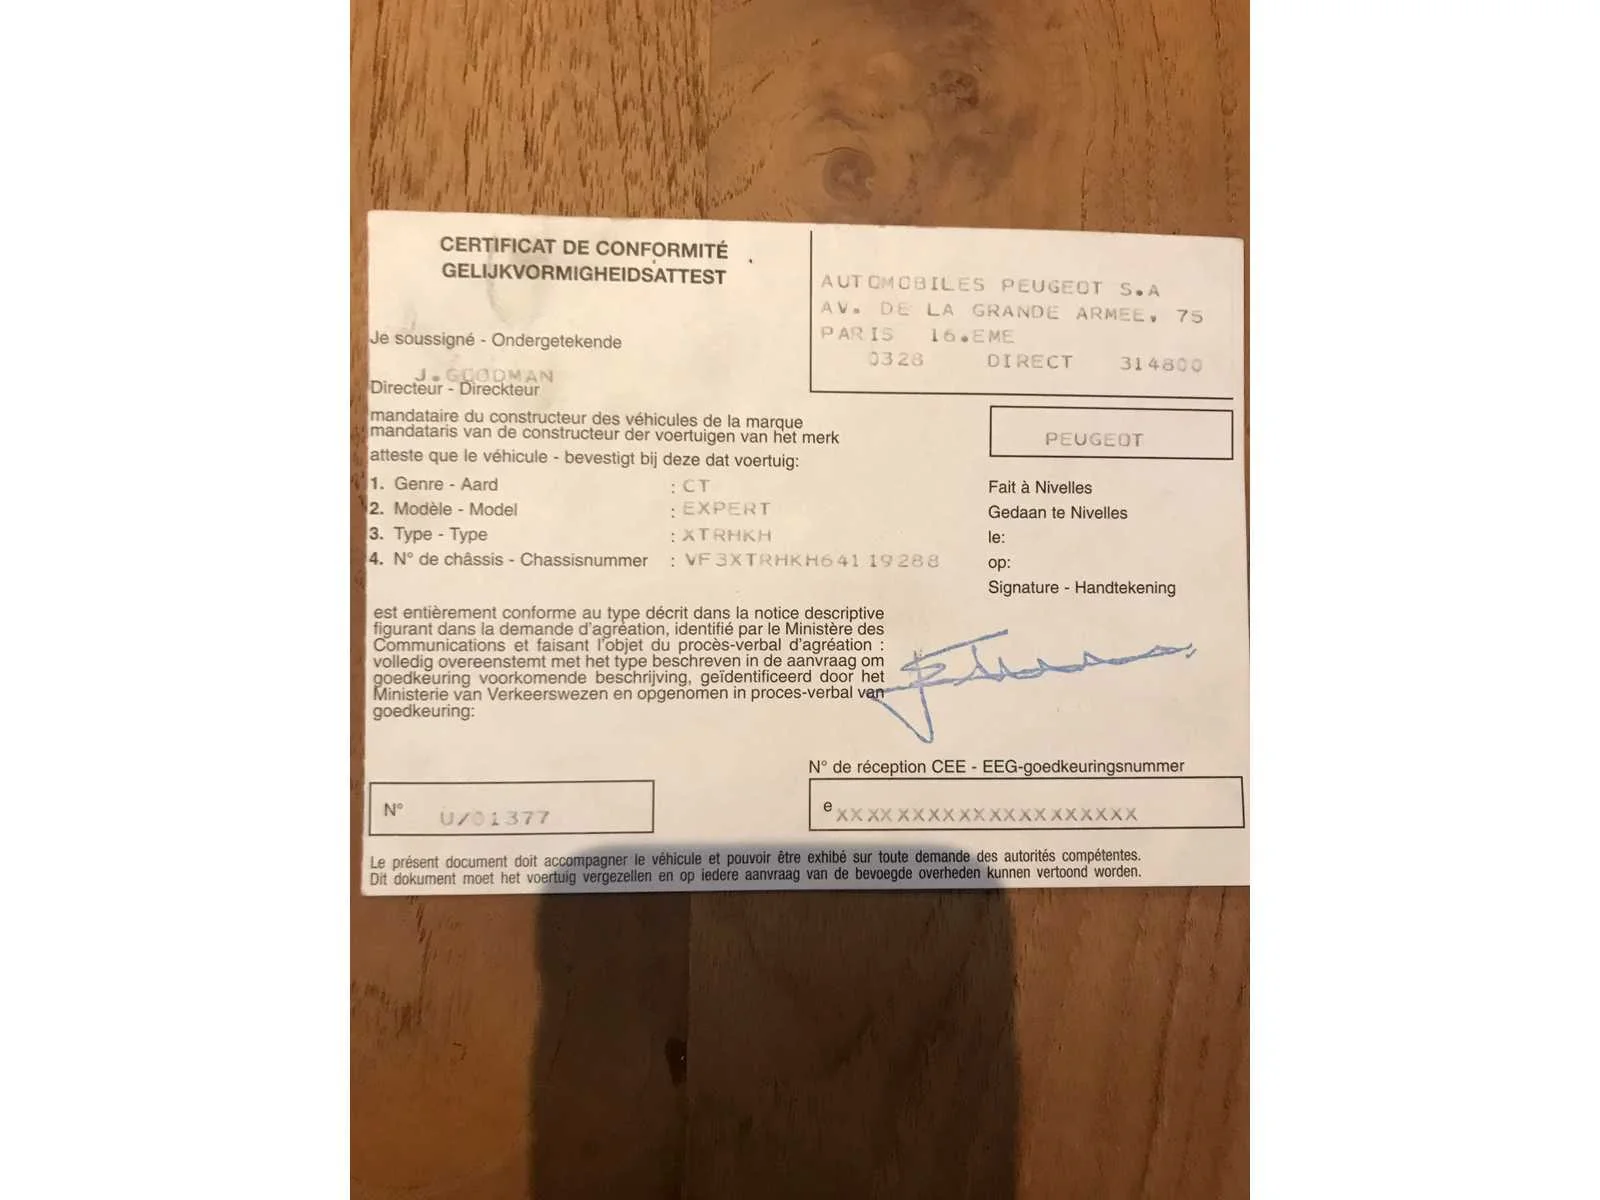 CERTIFICAT DE CONFORMITÉ
GELIJKVORMIGHEIDSATTEST
AUTOMOBILES PEUGEOT S.A
AV. DE LA GRANDE ARMEE, 75
PARIS 16.EME
0328 DIRECT 314800
Je soussigné - Ondergetekende
J.GOODMAN
Directeur - Direckteur
mandataire du constructeur des véhicules de la marque
mandataris van de constructeur der voertuigen van het merk
PEUGEOT
atteste que le véhicule - bevestigt bij deze dat voertuig:
1. Genre - Aard : CT
2. Modèle - Model : EXPERT
3. Type - Type : XTRHKH
4. N° de châssis - Chassisnummer : VF3XTRHKH64119288
Fait à Nivelles
Gedaan te Nivelles
le:
op:
Signature - Handtekening
est entièrement conforme au type décrit dans la notice descriptive
figurant dans la demande d'agréation, identifié par le Ministère des
Communications et faisant l'objet du procès-verbal d'agréation :
volledig overeenstemt met het type beschreven in de aanvraag om
goedkeuring voorkomende beschrijving, geïdentificeerd door het
Ministerie van Verkeerswezen en opgenomen in proces-verbal van
goedkeuring:
N° U/01377
N° de réception CEE - EEG-goedkeuringsnummer
e XXXXXXXXXXXXXXXXXXXX
Le présent document doit accompagner le véhicule et pouvoir être exhibé sur toute demande des autorités compétentes.
Dit dokument moet het voertuig vergezellen en op iedere aanvraag van de bevoegde overheden kunnen vertoond worden.